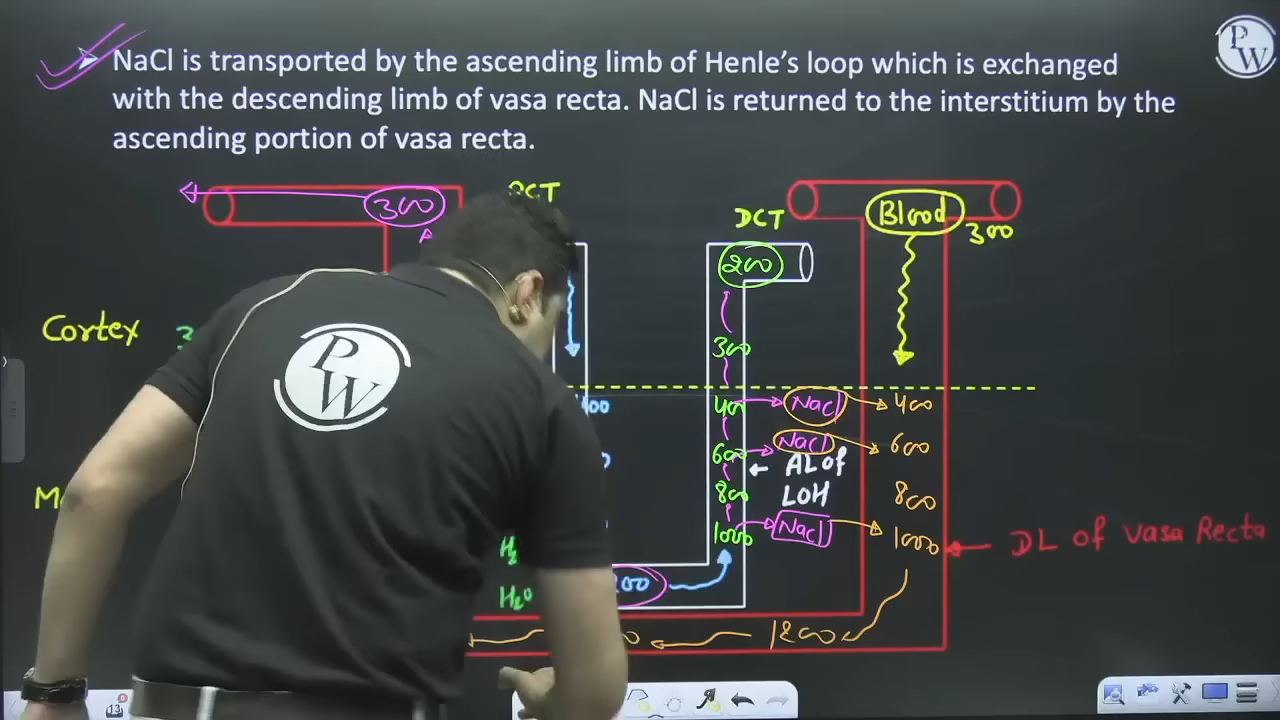 NaCl is transported by the ascending limb of Henle's loop which is exchanged
with the descending limb of vasa recta. NaCl is returned to the interstitium by the
ascending portion of vasa recta.
PW
300
DCT
Blood
300
200
Cortex
300
400
NaCl
400
600
NaCl
600
AL of
LOH
800
800
1000
NaCl
1000
DL of Vasa Recta
H₂O
1200
PW
13